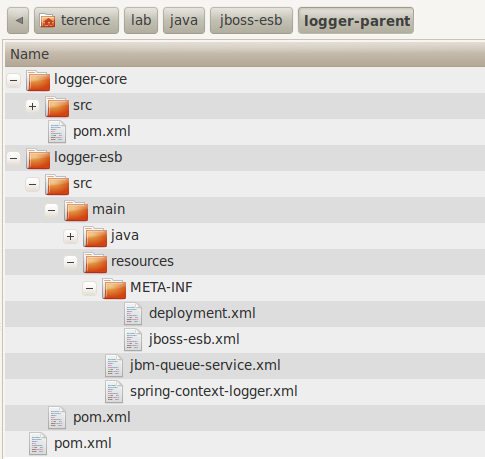 terence lab java jboss-esb logger-parent
Name
logger-core
src
pom.xml
logger-esb
src
main
java
resources
META-INF
deployment.xml
jboss-esb.xml
jbm-queue-service.xml
spring-context-logger.xml
pom.xml
pom.xml